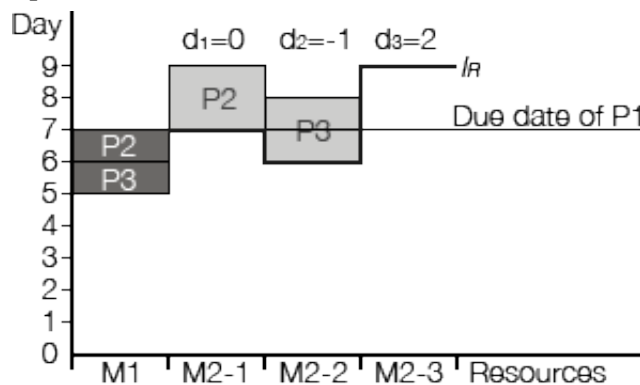 Day
d₁=0 d₂=-1 d₃=2
9
IR
8
P2
Due date of P1
7
P3
P2
6
P3
5
4
3
2
1
0
M1 M2-1 M2-2 M2-3 Resources